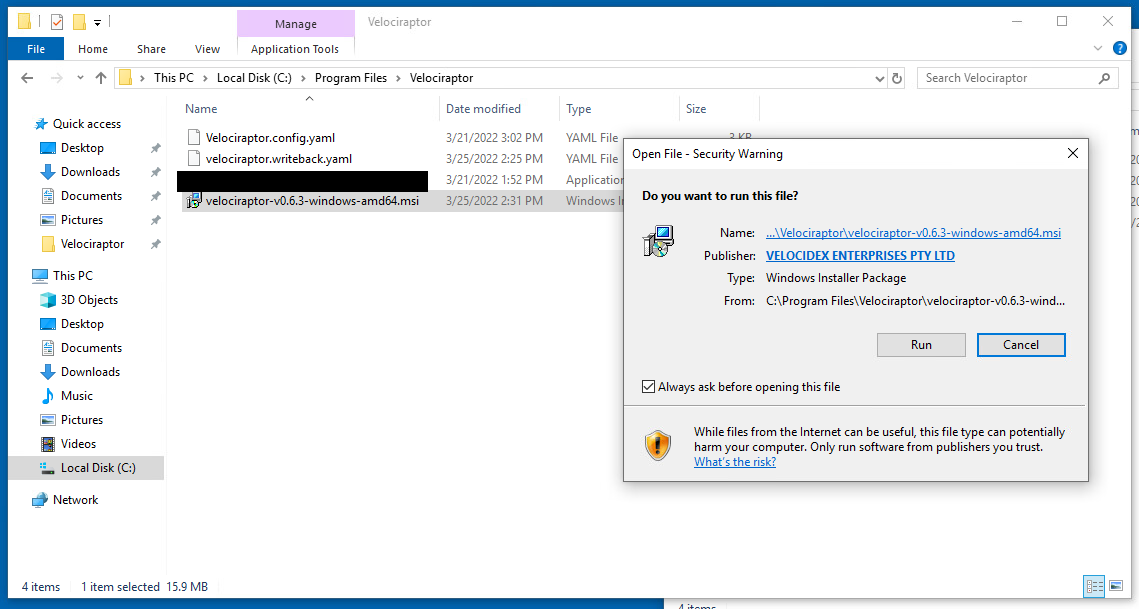 Manage
Velociraptor
File Home Share View Application Tools
This PC Local Disk (C:) Program Files Velociraptor
Search Velociraptor
Name Date modified Type Size
Velociraptor.config.yaml 3/21/2022 3:02 PM YAML File 3 KB
velociraptor.writeback.yaml 3/25/2022 2:25 PM YAML File
3/21/2022 1:52 PM Application
velociraptor-v0.6.3-windows-amd64.msi 3/25/2022 2:31 PM Windows In
Quick access
Desktop
Downloads
Documents
Pictures
Velociraptor
This PC
3D Objects
Desktop
Documents
Downloads
Music
Pictures
Videos
Local Disk (C:)
Network
Open File - Security Warning
Do you want to run this file?
Name: ...\Velociraptor\velociraptor-v0.6.3-windows-amd64.msi
Publisher: VELOCIDEX ENTERPRISES PTY LTD
Type: Windows Installer Package
From: C:\Program Files\Velociraptor\velociraptor-v0.6.3-wind...
Run Cancel
Always ask before opening this file
While files from the Internet can be useful, this file type can potentially
harm your computer. Only run software from publishers you trust.
What's the risk?
4 items 1 item selected 15.9 MB
4 items